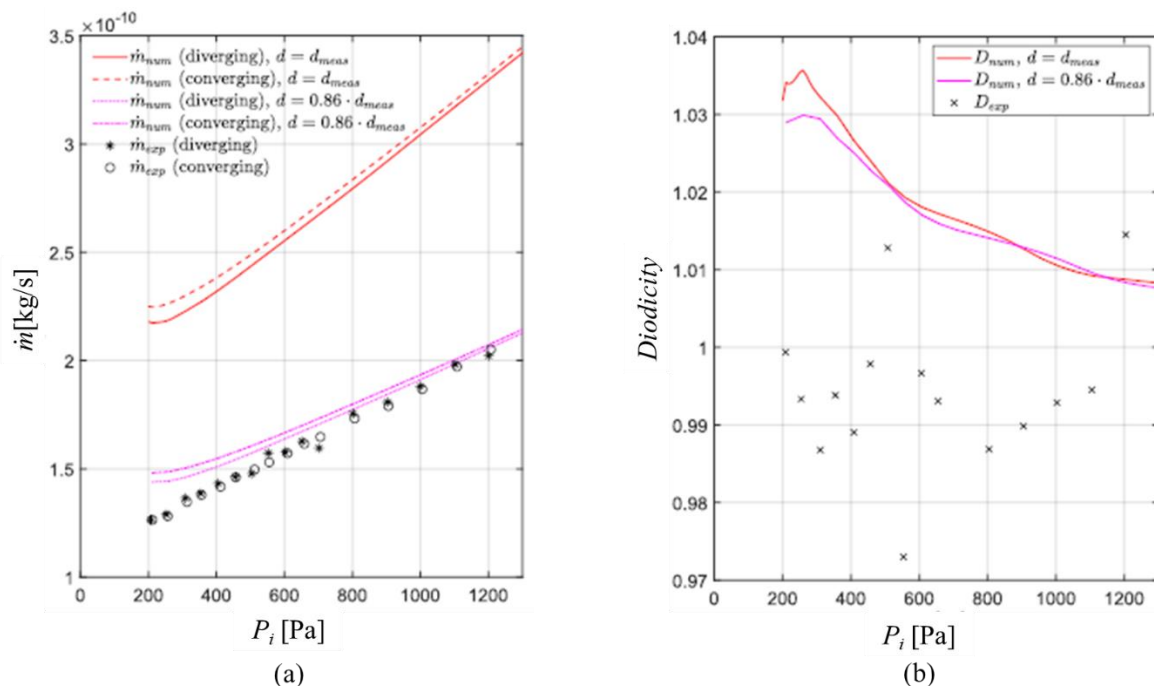 ×10⁻¹⁰
3.5
3
2.5
2
1.5
1
ṁ[kg/s]
ṁ_num (diverging), d = d_meas
ṁ_num (converging), d = d_meas
ṁ_num (diverging), d = 0.86 · d_meas
ṁ_num (converging), d = 0.86 · d_meas
ṁ_exp (diverging)
ṁ_exp (converging)
0 200 400 600 800 1000 1200
P_i [Pa]
(a)
1.04
1.03
1.02
1.01
1
0.99
0.98
0.97
Diodicity
D_num, d = d_meas
D_num, d = 0.86 · d_meas
D_exp
0 200 400 600 800 1000 1200
P_i [Pa]
(b)